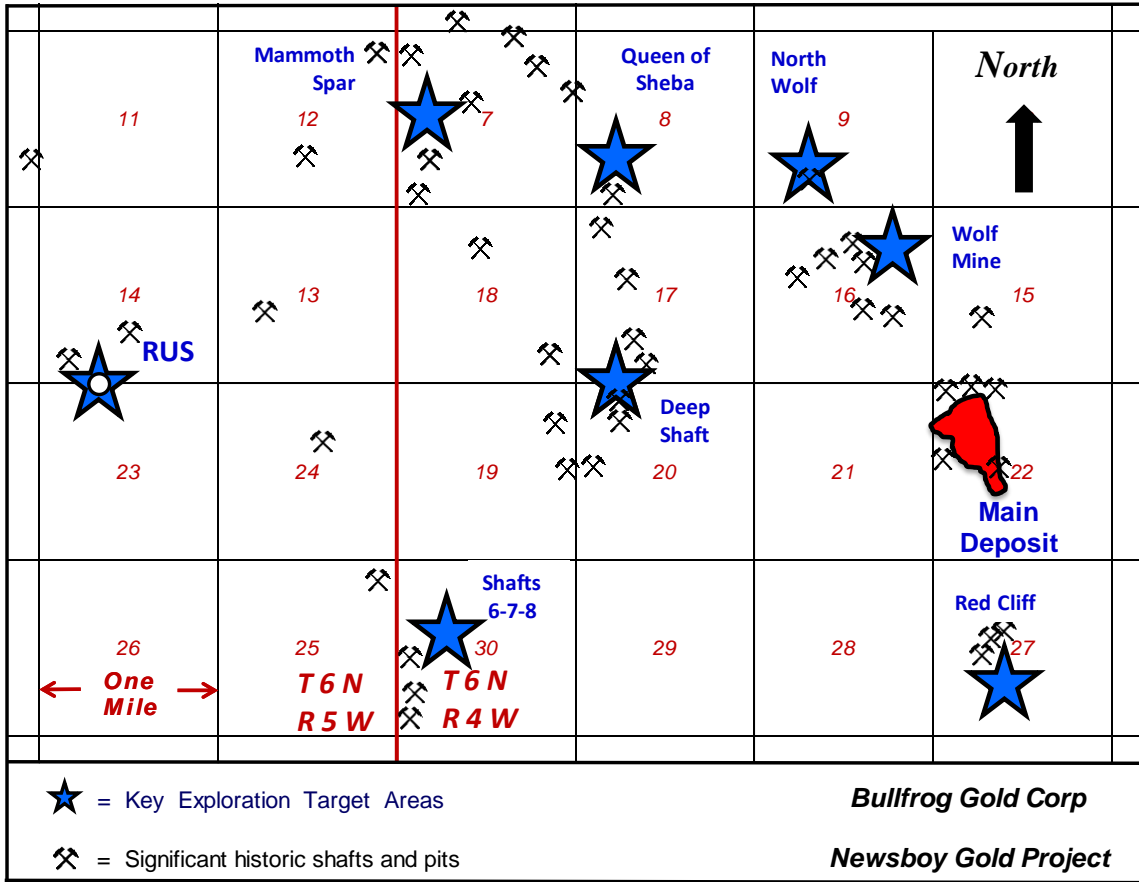 Mammoth
Spar
Queen of
Sheba
North
Wolf
North
11
12
7
8
9
14
13
18
17
16
15
Wolf
Mine
RUS
Deep
Shaft
23
24
19
20
21
22
Main
Deposit
Shafts
6-7-8
Red Cliff
26
25
30
29
28
27
One
Mile
T 6 N
R 5 W
T 6 N
R 4 W
= Key Exploration Target Areas
Bullfrog Gold Corp
= Significant historic shafts and pits
Newsboy Gold Project